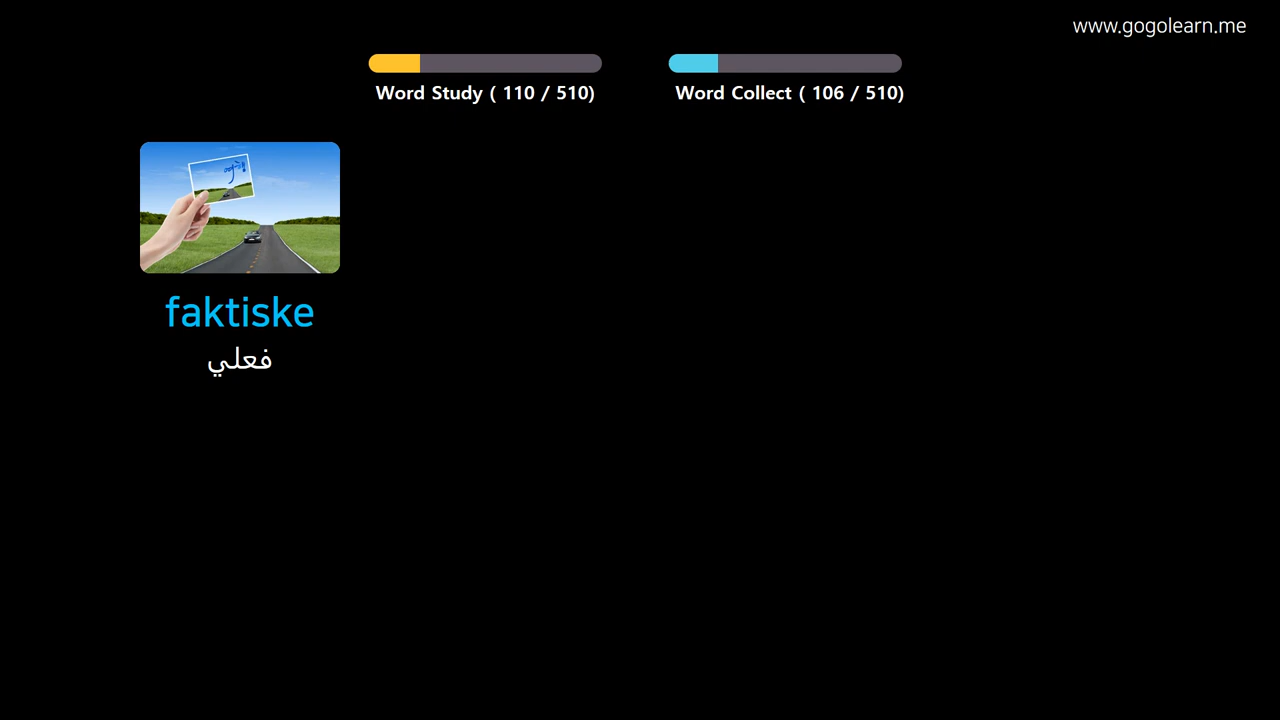 www.gogolearn.me
Word Study ( 110 / 510)
Word Collect ( 106 / 510)
faktiske
فعلي